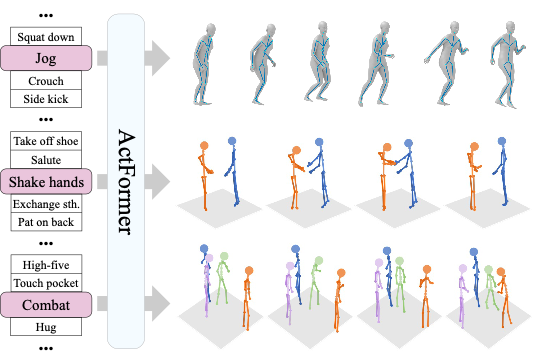 •••
Squat down
Jog
Crouch
Side kick
•••
Take off shoe
Salute
Shake hands
Exchange sth.
Pat on back
•••
High-five
Touch pocket
Combat
Hug
•••
ActFormer